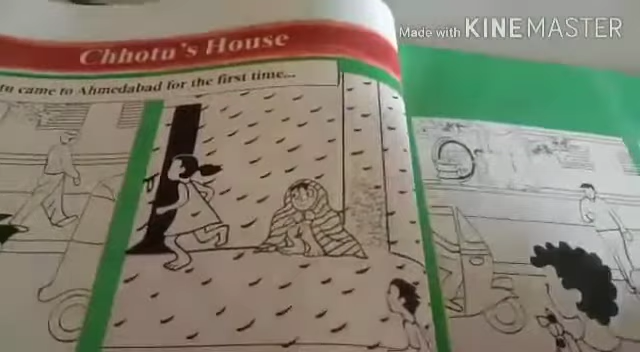 Made with KINEMASTER
Chhotu's House
tu came to Ahmedabad for the first time...